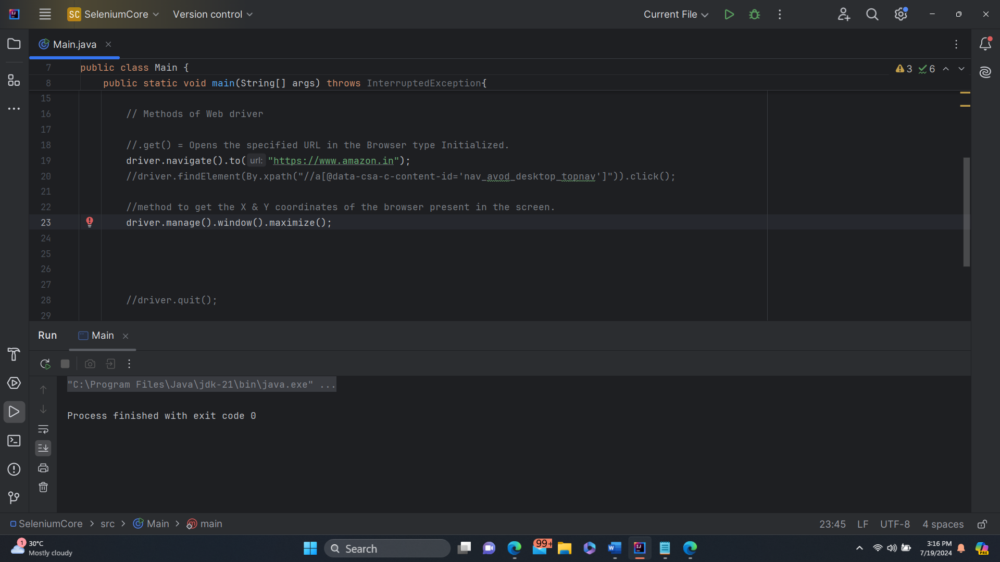 SC SeleniumCore Version control Current File
Main.java
7 public class Main {
3 6
8 public static void main(String[] args) throws InterruptedException{
15
16 // Methods of Web driver
17
18 //.get() = Opens the specified URL in the Browser type Initialized.
19 driver.navigate().to( url: "https://www.amazon.in");
20 //driver.findElement(By.xpath("//a[@data-csa-c-content-id='nav_avod_desktop_topnav']")).click();
21
22 //method to get the X & Y coordinates of the browser present in the screen.
23 driver.manage().window().maximize();
24
25
26
27
28 //driver.quit();
29
Run Main
"C:\Program Files\Java\jdk-21\bin\java.exe" ...
Process finished with exit code 0
SeleniumCore > src > Main > main 23:45 LF UTF-8 4 spaces
1 30°C
Mostly cloudy
Search
99+
3:16 PM
7/19/2024